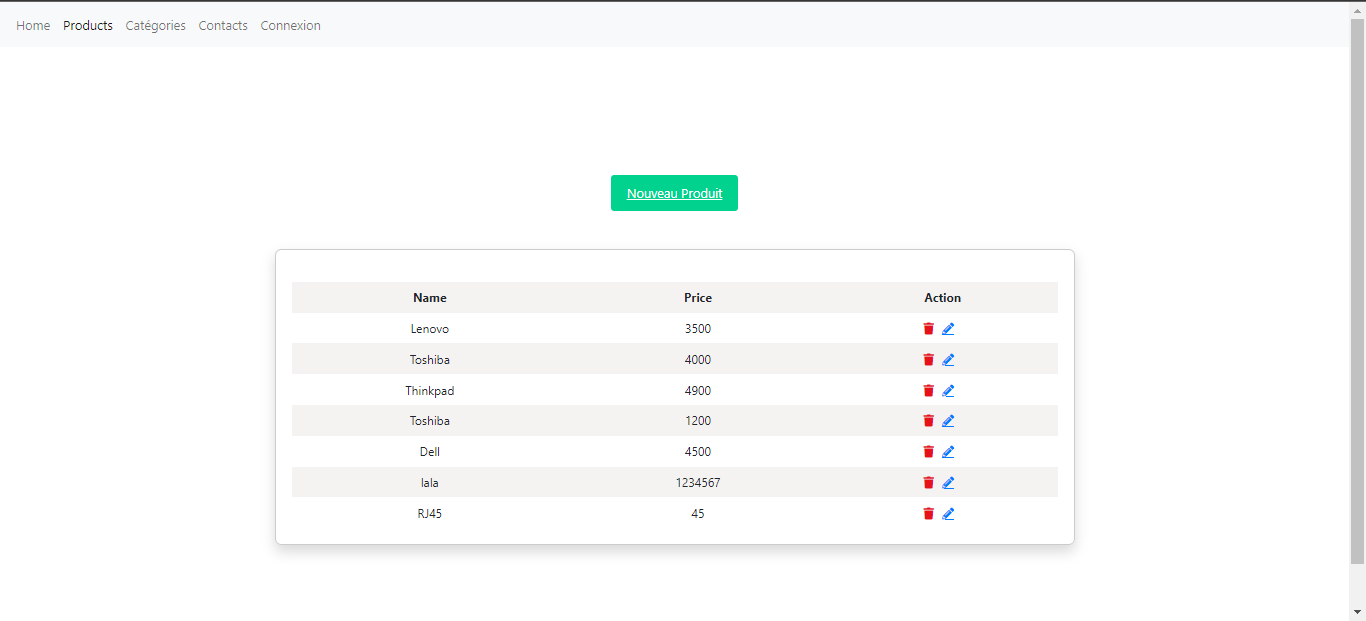 Home Products Catégories Contacts Connexion
Nouveau Produit
Name Price Action
Lenovo 3500
Toshiba 4000
Thinkpad 4900
Toshiba 1200
Dell 4500
lala 1234567
RJ45 45